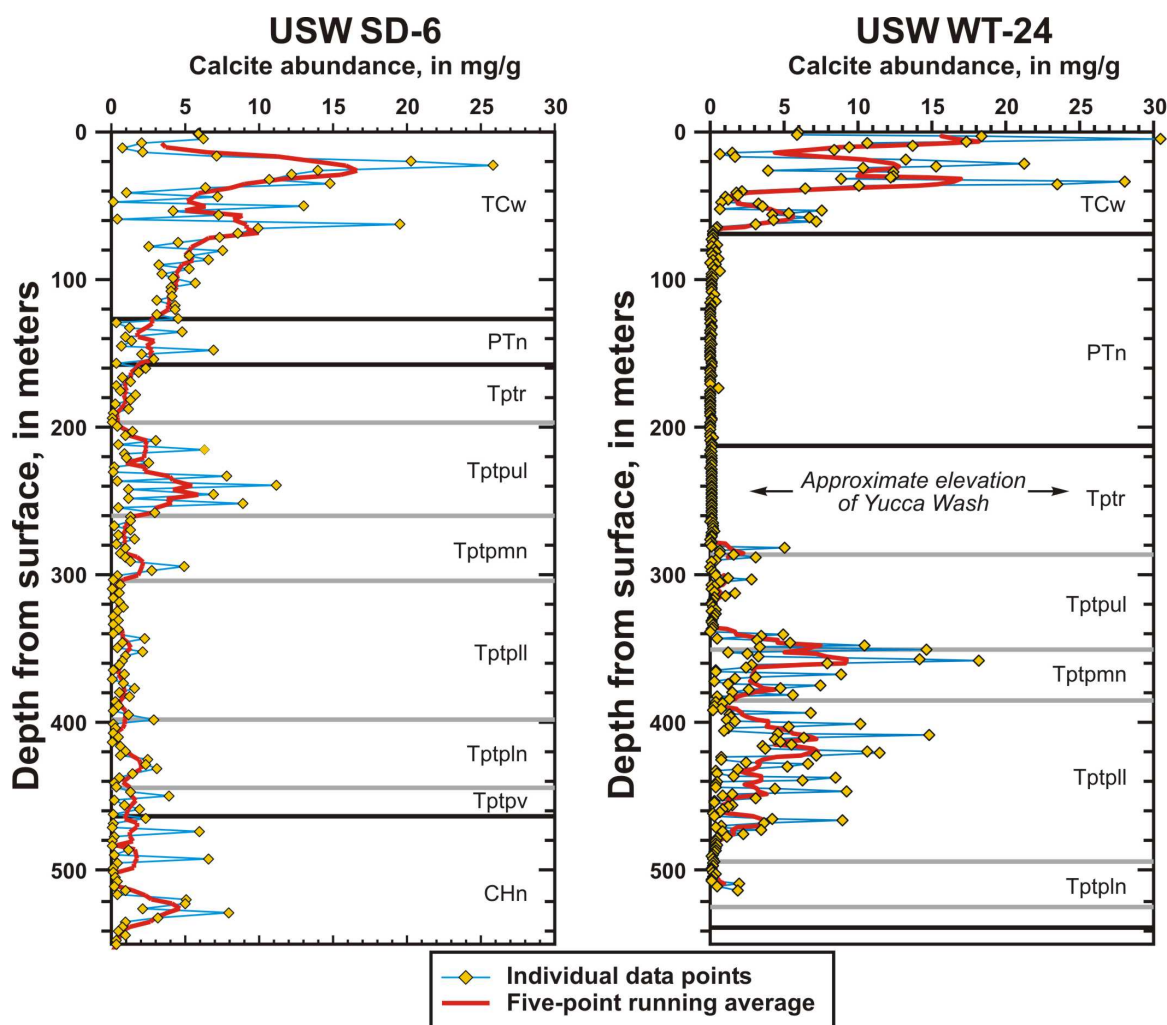 USW SD-6
Calcite abundance, in mg/g
0 5 10 15 20 25 30
Depth from surface, in meters
0
100
200
300
400
500
TCw
PTn
Tptr
Tptpul
Tptpmn
Tptpll
Tptpln
Tptpv
CHn
USW WT-24
Calcite abundance, in mg/g
0 5 10 15 20 25 30
Depth from surface, in meters
0
100
200
300
400
500
TCw
PTn
Approximate elevation
of Yucca Wash
Tptr
Tptpul
Tptpmn
Tptpll
Tptpln
Individual data points
Five-point running average